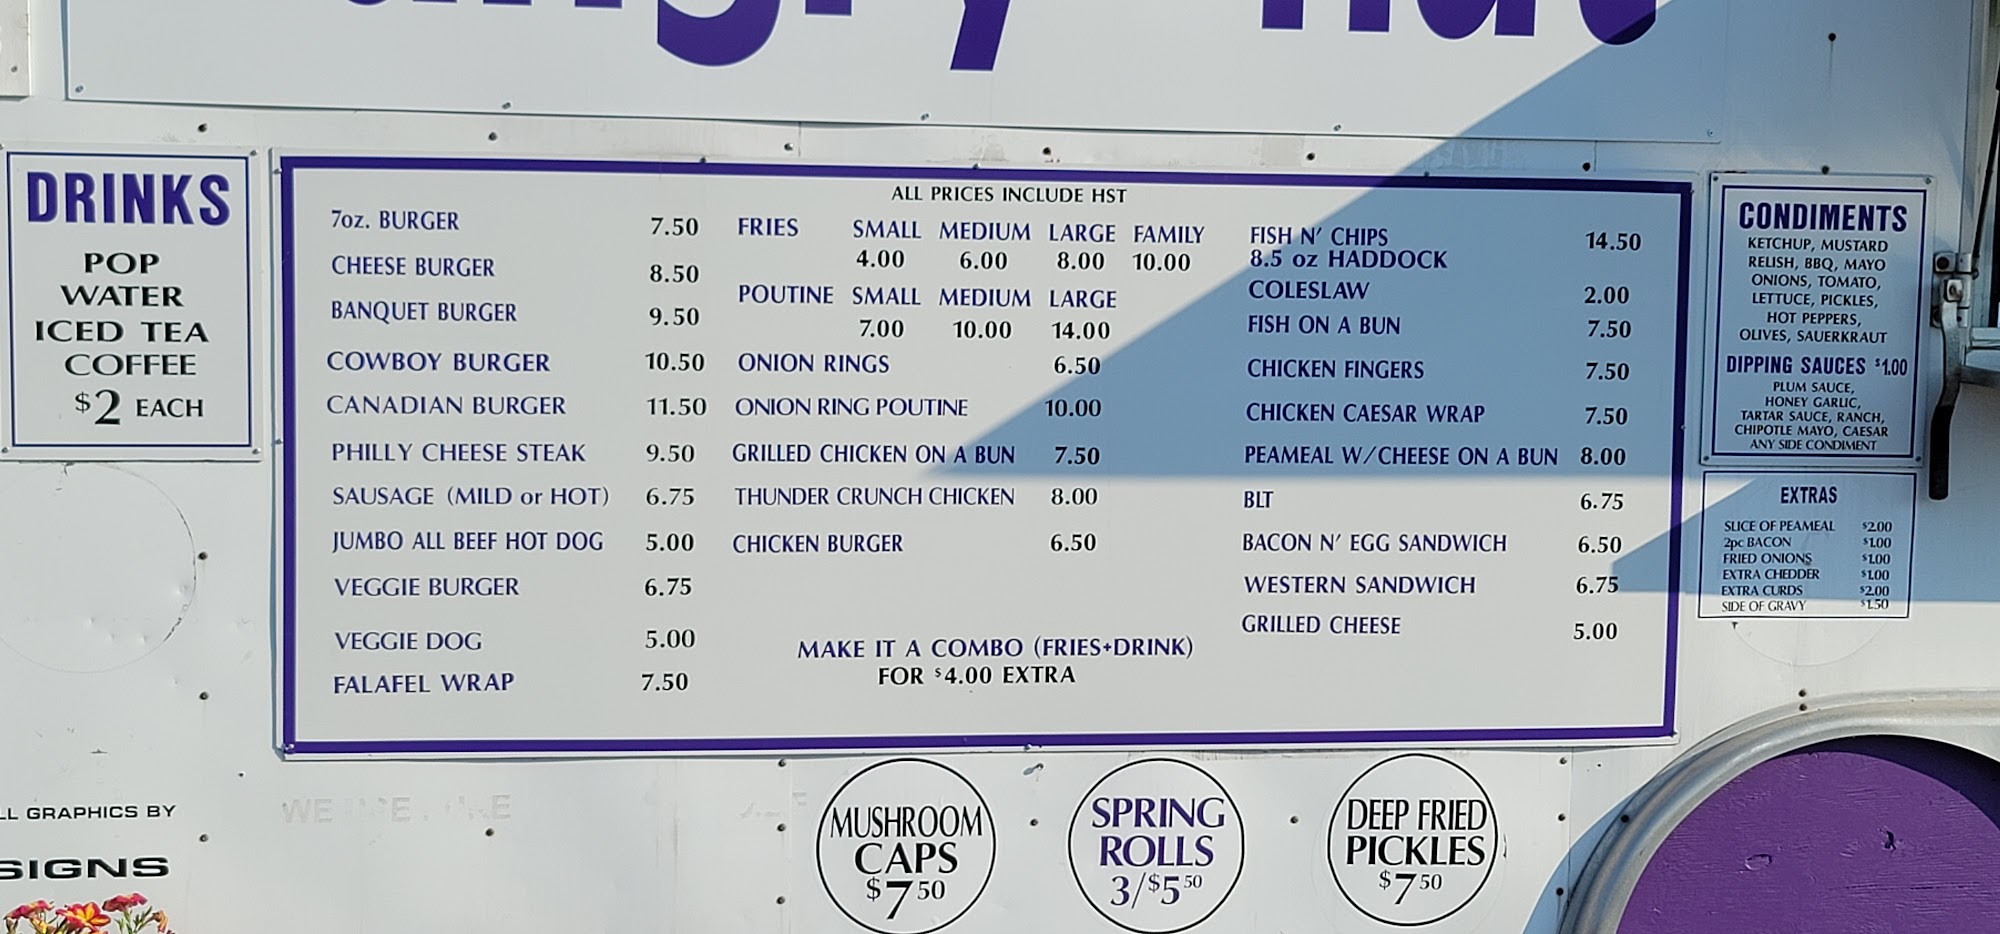 DRINKS
POP
WATER
ICED TEA
COFFEE
$2 EACH
ALL PRICES INCLUDE HST
7oz. BURGER 7.50
CHEESE BURGER 8.50
BANQUET BURGER 9.50
COWBOY BURGER 10.50
CANADIAN BURGER 11.50
PHILLY CHEESE STEAK 9.50
SAUSAGE (MILD or HOT) 6.75
JUMBO ALL BEEF HOT DOG 5.00
VEGGIE BURGER 6.75
VEGGIE DOG 5.00
FALAFEL WRAP 7.50
FRIES SMALL MEDIUM LARGE FAMILY
4.00 6.00 8.00 10.00
POUTINE SMALL MEDIUM LARGE
7.00 10.00 14.00
ONION RINGS 6.50
ONION RING POUTINE 10.00
GRILLED CHICKEN ON A BUN 7.50
THUNDER CRUNCH CHICKEN 8.00
CHICKEN BURGER 6.50
MAKE IT A COMBO (FRIES+DRINK)
FOR $4.00 EXTRA
FISH N' CHIPS 14.50
8.5 oz HADDOCK
COLESLAW 2.00
FISH ON A BUN 7.50
CHICKEN FINGERS 7.50
CHICKEN CAESAR WRAP 7.50
PEAMEAL W/CHEESE ON A BUN 8.00
BLT 6.75
BACON N' EGG SANDWICH 6.50
WESTERN SANDWICH 6.75
GRILLED CHEESE 5.00
CONDIMENTS
KETCHUP, MUSTARD
RELISH, BBQ, MAYO
ONIONS, TOMATO,
LETTUCE, PICKLES,
HOT PEPPERS,
OLIVES, SAUERKRAUT
DIPPING SAUCES $1.00
PLUM SAUCE,
HONEY GARLIC,
TARTAR SAUCE, RANCH,
CHIPOTLE MAYO, CAESAR
ANY SIDE CONDIMENT
EXTRAS
SLICE OF PEAMEAL $2.00
2pc BACON $1.00
FRIED ONIONS $1.00
EXTRA CHEDDER $1.00
EXTRA CURDS $2.00
SIDE OF GRAVY $1.50
MUSHROOM
CAPS
$7.50
SPRING
ROLLS
3/$5.50
DEEP FRIED
PICKLES
$7.50
GRAPHICS BY
SIGNS